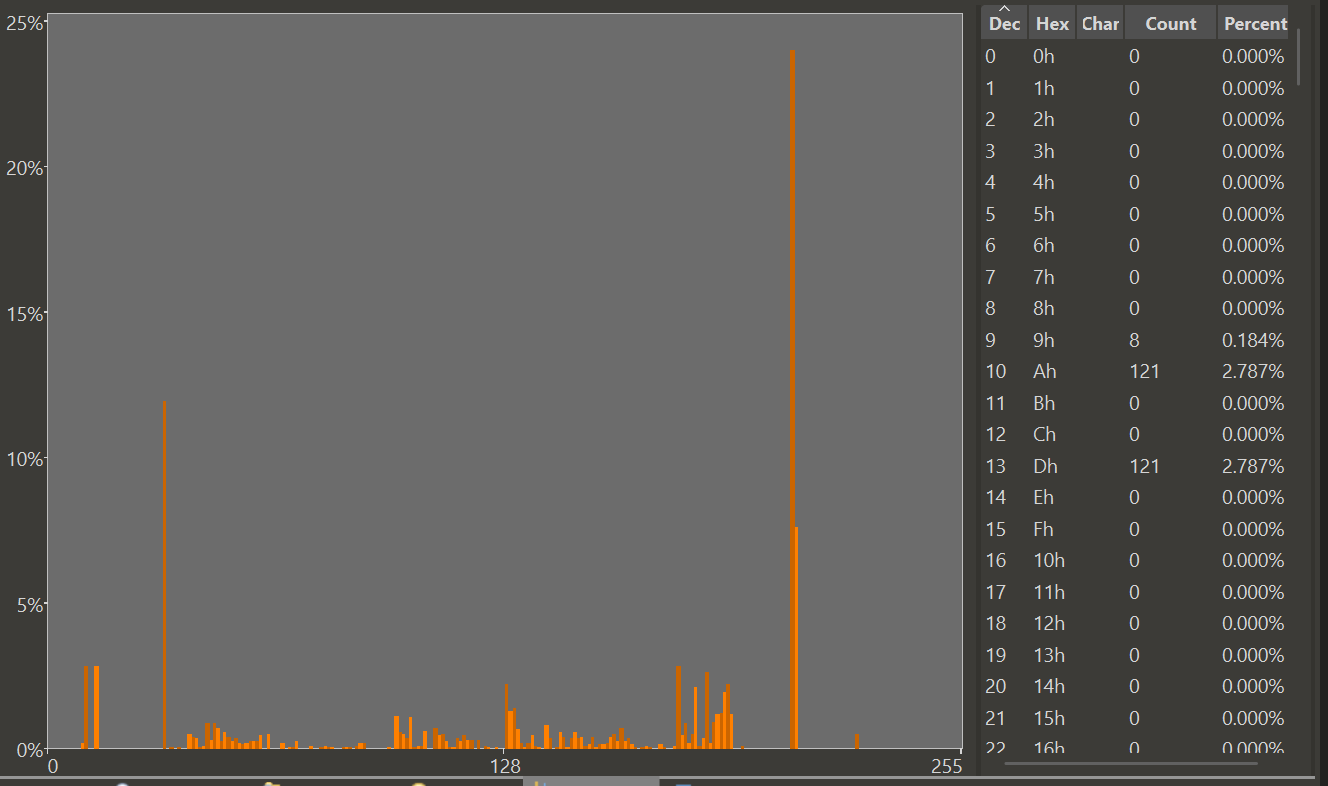 25%
20%
15%
10%
5%
0%
0 128 255
Dec Hex Char Count Percent
0 0h 0 0.000%
1 1h 0 0.000%
2 2h 0 0.000%
3 3h 0 0.000%
4 4h 0 0.000%
5 5h 0 0.000%
6 6h 0 0.000%
7 7h 0 0.000%
8 8h 0 0.000%
9 9h 8 0.184%
10 Ah 121 2.787%
11 Bh 0 0.000%
12 Ch 0 0.000%
13 Dh 121 2.787%
14 Eh 0 0.000%
15 Fh 0 0.000%
16 10h 0 0.000%
17 11h 0 0.000%
18 12h 0 0.000%
19 13h 0 0.000%
20 14h 0 0.000%
21 15h 0 0.000%
22 16h 0 0.000%